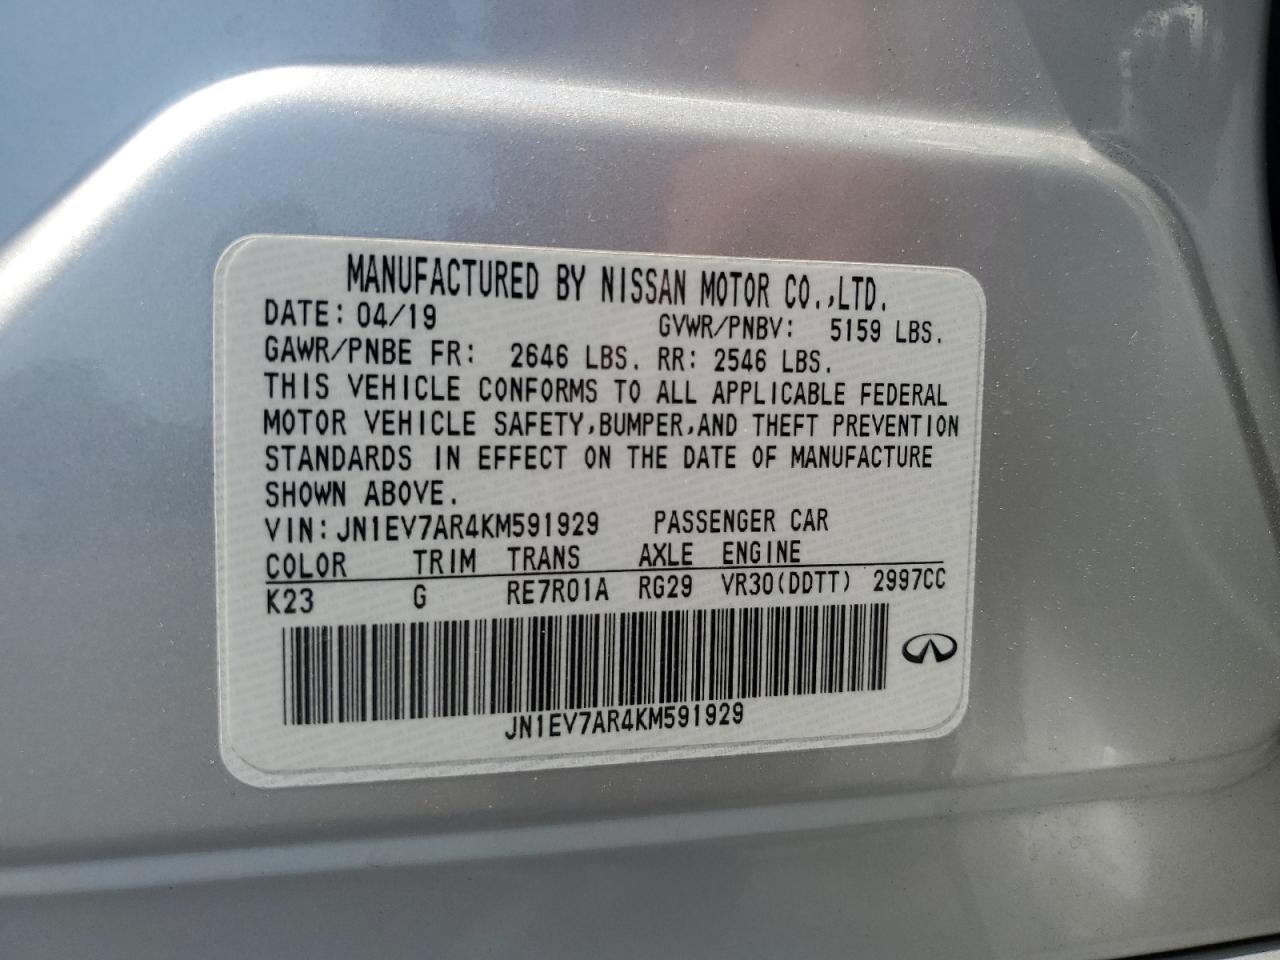 MANUFACTURED BY NISSAN MOTOR CO.,LTD.
DATE: 04/19 GVWR/PNBV: 5159 LBS.
GAWR/PNBE FR: 2646 LBS. RR: 2546 LBS.
THIS VEHICLE CONFORMS TO ALL APPLICABLE FEDERAL
MOTOR VEHICLE SAFETY,BUMPER,AND THEFT PREVENTION
STANDARDS IN EFFECT ON THE DATE OF MANUFACTURE
SHOWN ABOVE.
VIN:JN1EV7AR4KM591929 PASSENGER CAR
COLOR TRIM TRANS AXLE ENGINE
K23 G RE7R01A RG29 VR30(DDTT) 2997CC
JN1EV7AR4KM591929